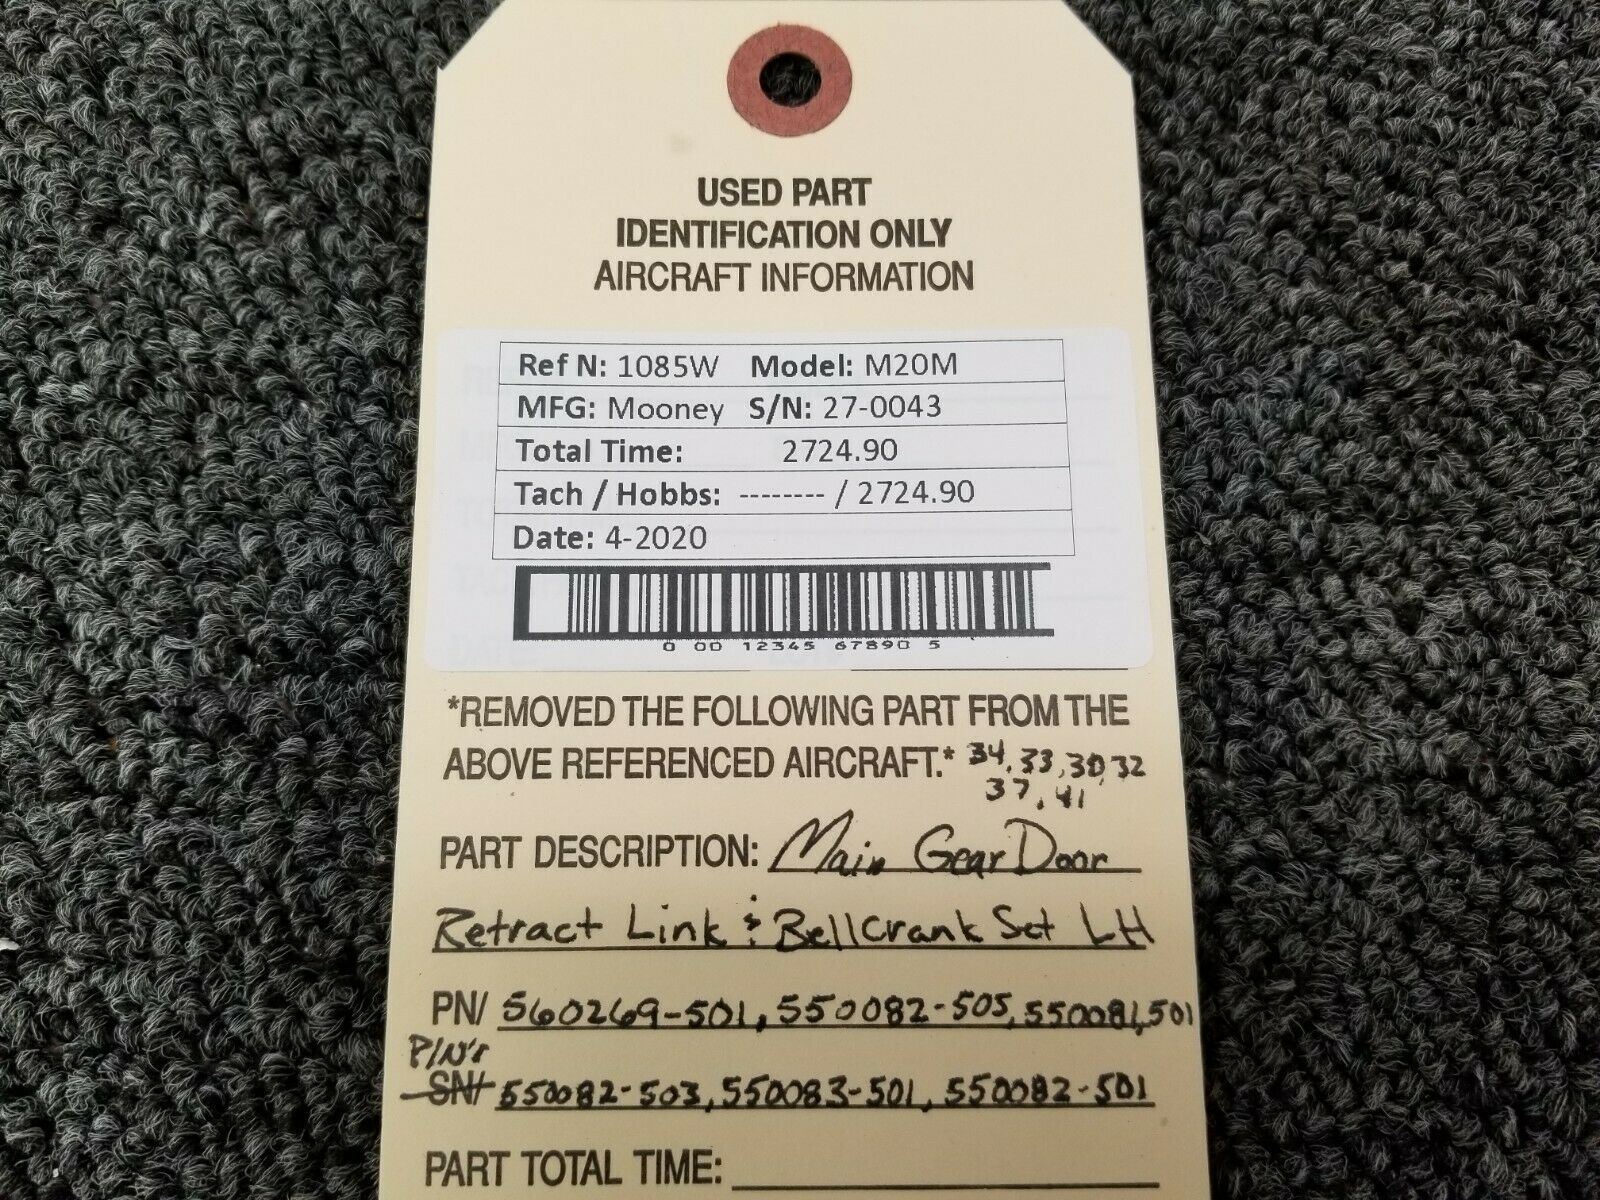 USED PART
IDENTIFICATION ONLY
AIRCRAFT INFORMATION
Ref N: 1085W Model: M20M
MFG: Mooney S/N: 27-0043
Total Time: 2724.90
Tach / Hobbs: -------- / 2724.90
Date: 4-2020
0 00 12345 67890 5
*REMOVED THE FOLLOWING PART FROM THE
ABOVE REFERENCED AIRCRAFT.* 34, 33, 30, 32
37, 41
PART DESCRIPTION: Main Gear Door
Retract Link & Bellcrank Set LH
PN/ 560269-501, 550082-505, 550081,501
P/N's
SN/ 550082-503, 550083-501, 550082-501
PART TOTAL TIME: